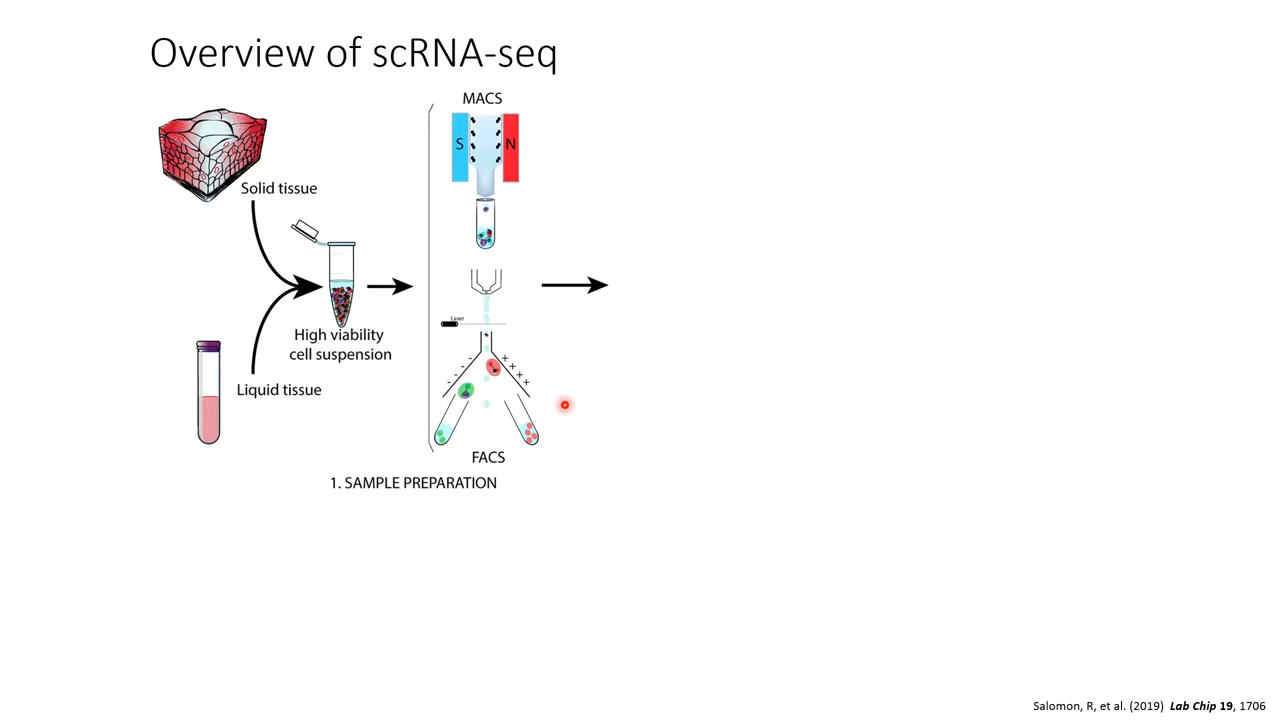 Overview of scRNA-seq
MACS
S
N
Solid tissue
High viability
cell suspension
Laser
- - - -
+ + + + +
Liquid tissue
FACS
1. SAMPLE PREPARATION
Salomon, R, et al. (2019) Lab Chip 19, 1706